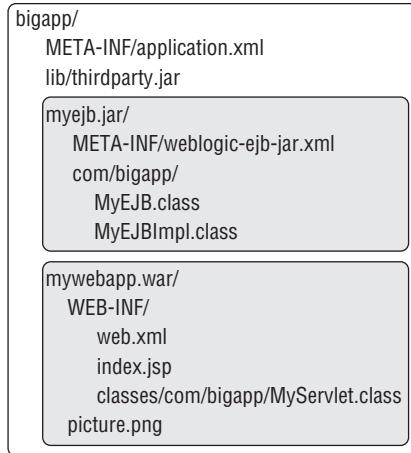 bigapp/
META-INF/application.xml
lib/thirdparty.jar
myejb.jar/
META-INF/weblogic-ejb-jar.xml
com/bigapp/
MyEJB.class
MyEJBImpl.class
mywebapp.war/
WEB-INF/
web.xml
index.jsp
classes/com/bigapp/MyServlet.class
picture.png